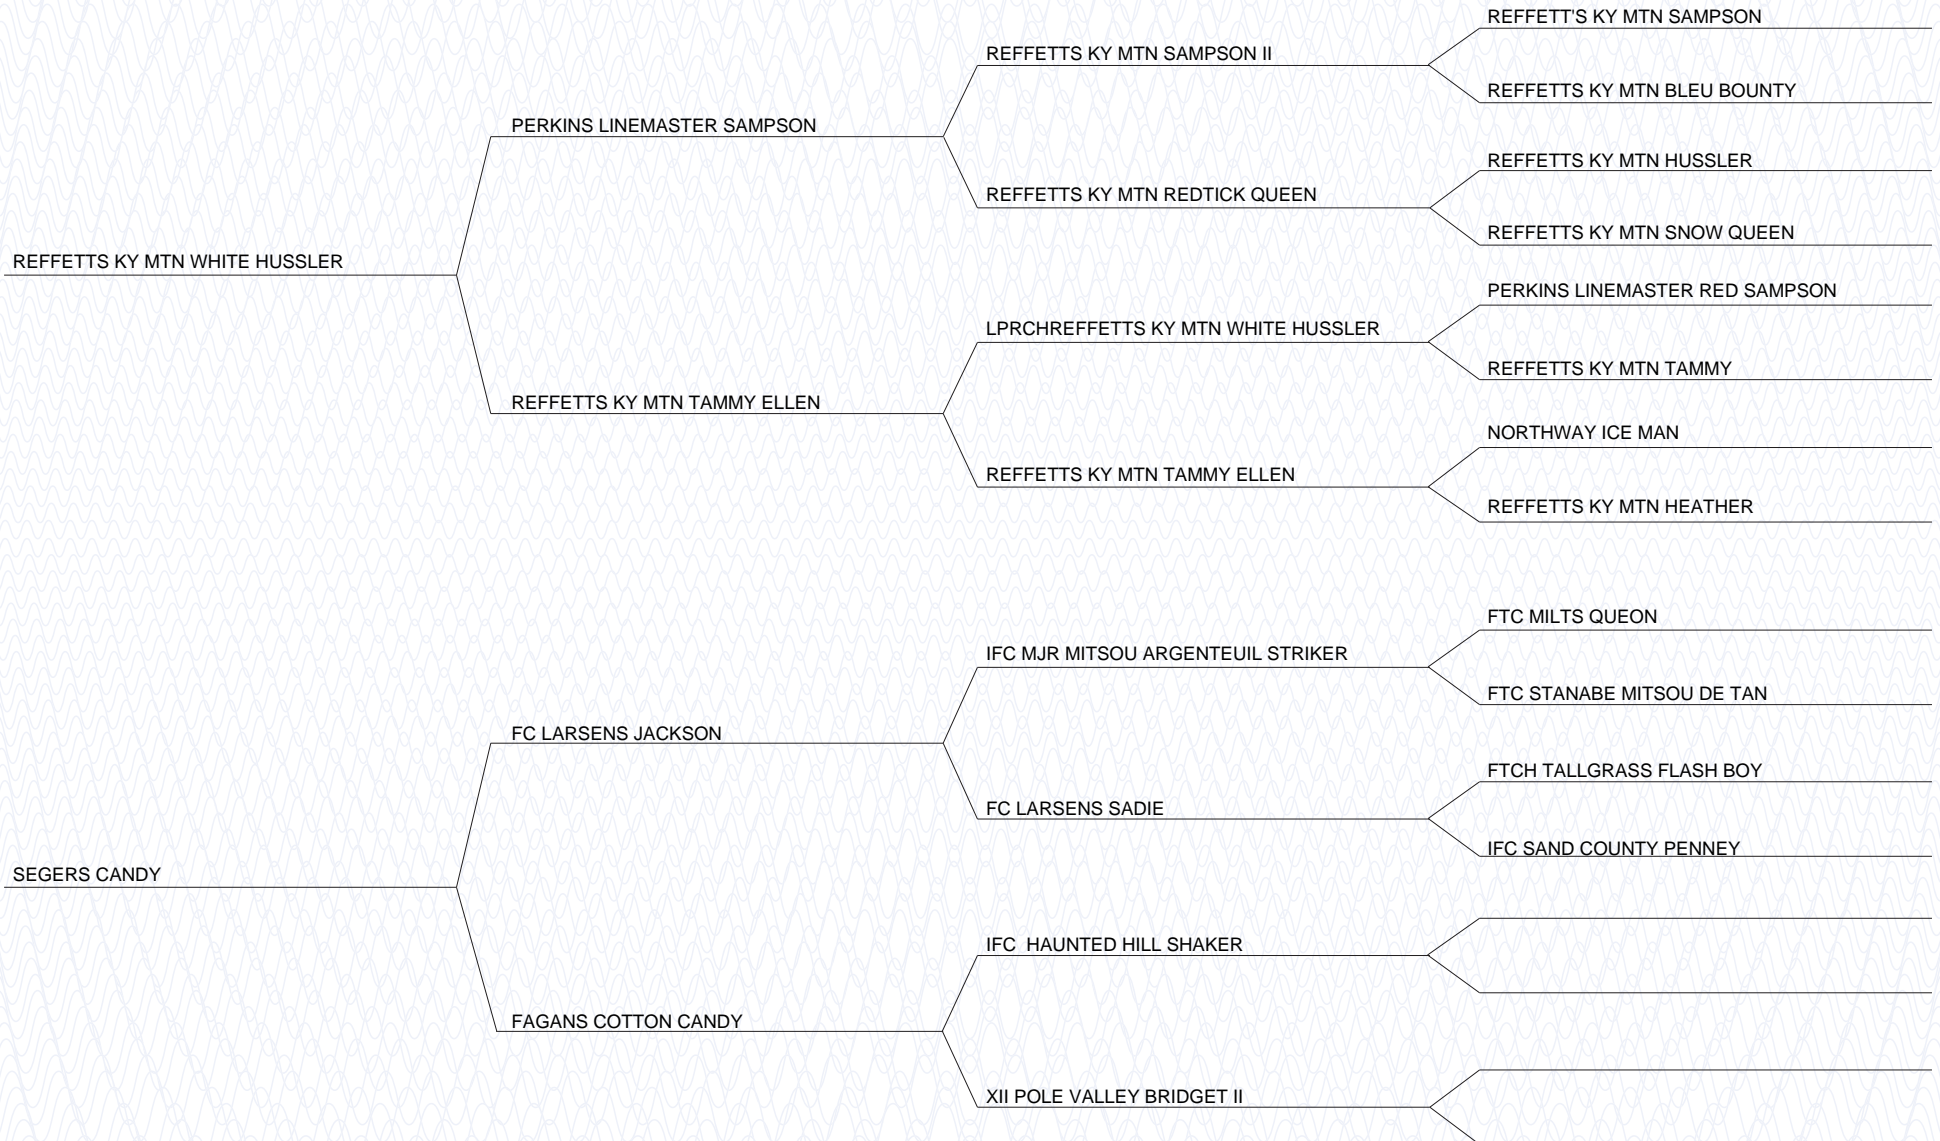 REFFETT'S KY MTN SAMPSON
REFFETTS KY MTN SAMPSON II
REFFETTS KY MTN BLEU BOUNTY
PERKINS LINEMASTER SAMPSON
REFFETTS KY MTN HUSSLER
REFFETTS KY MTN REDTICK QUEEN
REFFETTS KY MTN SNOW QUEEN
REFFETTS KY MTN WHITE HUSSLER
PERKINS LINEMASTER RED SAMPSON
LPRCHREFFETTS KY MTN WHITE HUSSLER
REFFETTS KY MTN TAMMY
REFFETTS KY MTN TAMMY ELLEN
NORTHWAY ICE MAN
REFFETTS KY MTN TAMMY ELLEN
REFFETTS KY MTN HEATHER
FTC MILTS QUEON
IFC MJR MITSOU ARGENTEUIL STRIKER
FTC STANABE MITSOU DE TAN
FC LARSENS JACKSON
FTCH TALLGRASS FLASH BOY
FC LARSENS SADIE
IFC SAND COUNTY PENNEY
SEGERS CANDY
IFC  HAUNTED HILL SHAKER
FAGANS COTTON CANDY
XII POLE VALLEY BRIDGET II